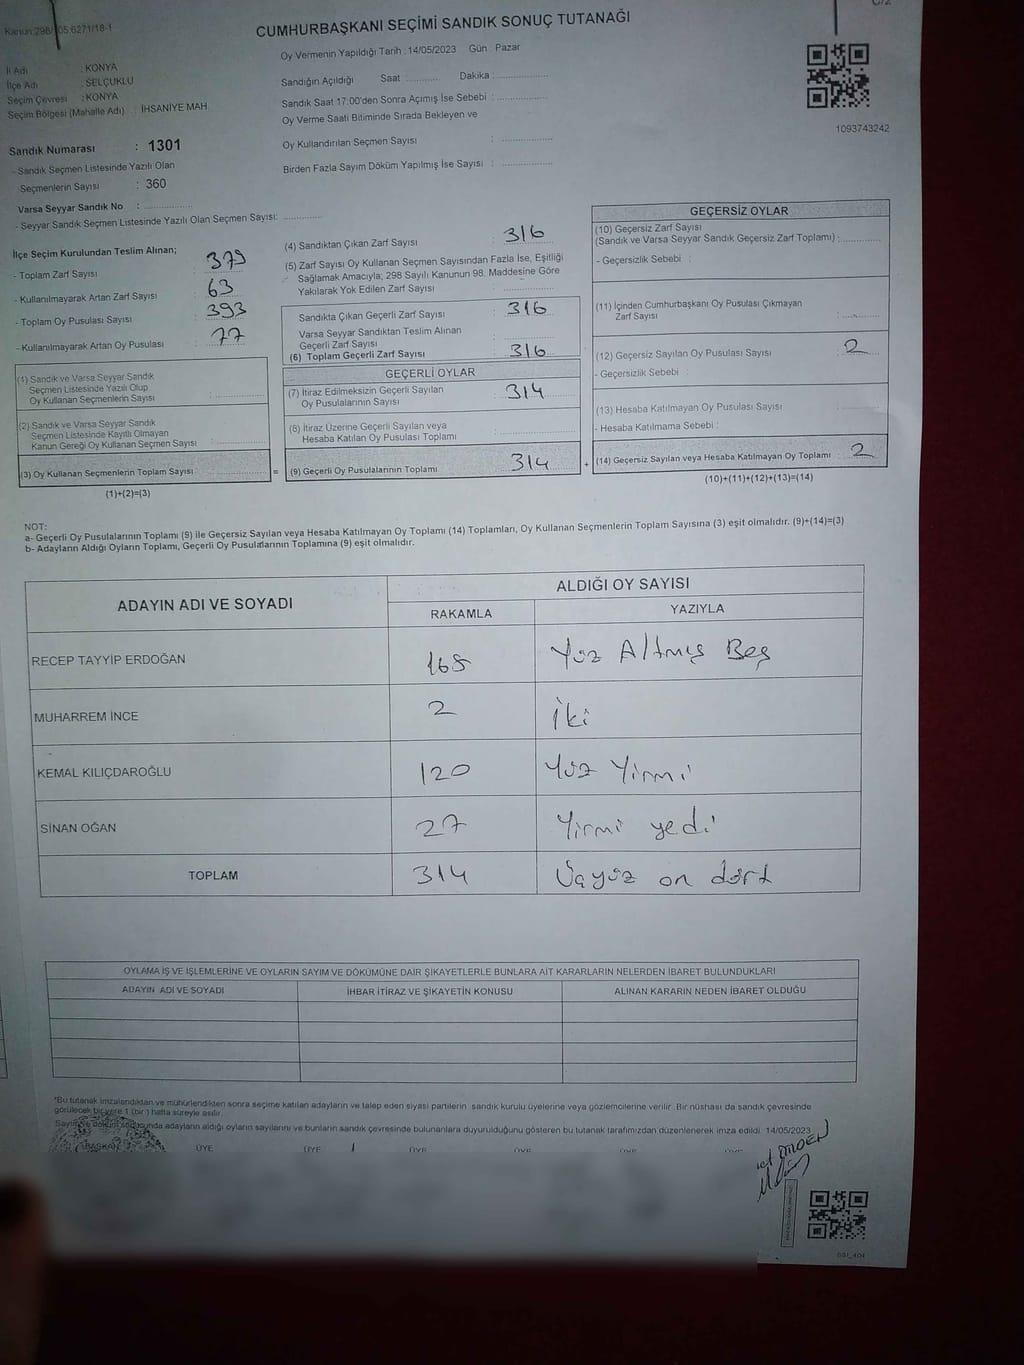 Kanun:298/
05 6271/18-1
C/2
CUMHURBAŞKANI SEÇİMİ SANDIK SONUÇ TUTANAĞI
Oy Vermenin Yapıldığı Tarih : 14/05/2023 Gün Pazar
İl Adı : KONYA
İlçe Adı : SELÇUKLU
Seçim Çevresi : KONYA
Seçim Bölgesi (Mahalle Adı) : İHSANİYE MAH
Sandık Numarası : 1301
- Sandık Seçmen Listesinde Yazılı Olan
Seçmenlerin Sayısı : 360
Varsa Seyyar Sandık No : ..................
- Seyyar Sandık Seçmen Listesinde Yazılı Olan Seçmen Sayısı: ..............
Sandığın Açıldığı Saat : ........... Dakika : ..................
Sandık Saat 17:00'den Sonra Açımış İse Sebebi : ..................
Oy Verme Saati Bitiminde Sırada Bekleyen ve
Oy Kullandırılan Seçmen Sayısı : ..................
Birden Fazla Sayım Döküm Yapılmış İse Sayısı : ..................
1093743242
İlçe Seçim Kurulundan Teslim Alınan;
- Toplam Zarf Sayısı : 379
- Kullanılmayarak Artan Zarf Sayısı : 63
- Toplam Oy Pusulası Sayısı : 393
- Kullanılmayarak Artan Oy Pusulası : 77
(1) Sandık ve Varsa Seyyar Sandık
Seçmen Listesinde Yazılı Olup
Oy Kullanan Seçmenlerin Sayısı : ..................
(2) Sandık ve Varsa Seyyar Sandık
Seçmen Listesinde Kayıtlı Olmayan
Kanun Gereği Oy Kullanan Seçmen Sayısı : ..................
(3) Oy Kullanan Seçmenlerin Toplam Sayısı : ..................
(1)+(2)=(3)
=
(4) Sandıktan Çıkan Zarf Sayısı : 316
(5) Zarf Sayısı Oy Kullanan Seçmen Sayısından Fazla İse, Eşitliği
Sağlamak Amacıyla; 298 Sayılı Kanunun 98. Maddesine Göre
Yakılarak Yok Edilen Zarf Sayısı : ..................
Sandıkta Çıkan Geçerli Zarf Sayısı : 316
Varsa Seyyar Sandıktan Teslim Alınan
Geçerli Zarf Sayısı : ..................
(6) Toplam Geçerli Zarf Sayısı : 316
GEÇERLİ OYLAR
(7) İtiraz Edilmeksizin Geçerli Sayılan
Oy Pusulalarının Sayısı : 314
(8) İtiraz Üzerine Geçerli Sayılan veya
Hesaba Katılan Oy Pusulası Toplamı : ..................
(9) Geçerli Oy Pusulalarının Toplamı : 314
+
GEÇERSİZ OYLAR
(10) Geçersiz Zarf Sayısı
(Sandık ve Varsa Seyyar Sandık Geçersiz Zarf Toplamı) : ..........
- Geçersizlik Sebebi :
(11) İçinden Cumhurbaşkanı Oy Pusulası Çıkmayan
Zarf Sayısı : ..........
(12) Geçersiz Sayılan Oy Pusulası Sayısı : 2
- Geçersizlik Sebebi :
(13) Hesaba Katılmayan Oy Pusulası Sayısı : ..........
- Hesaba Katılmama Sebebi :
(14) Geçersiz Sayılan veya Hesaba Katılmayan Oy Toplamı : 2
(10)+(11)+(12)+(13)=(14)
NOT:
a- Geçerli Oy Pusulalarının Toplamı (9) ile Geçersiz Sayılan veya Hesaba Katılmayan Oy Toplamı (14) Toplamları, Oy Kullanan Seçmenlerin Toplam Sayısına (3) eşit olmalıdır. (9)+(14)=(3)
b- Adayların Aldığı Oyların Toplamı, Geçerli Oy Pusulalarının Toplamına (9) eşit olmalıdır.
ADAYIN ADI VE SOYADI ALDIĞI OY SAYISI
RAKAMLA YAZIYLA
RECEP TAYYİP ERDOĞAN 165 Yüz Altmış Beş
MUHARREM İNCE 2 İki
KEMAL KILIÇDAROĞLU 120 Yüz Yirmi
SİNAN OĞAN 27 Yirmi yedi
TOPLAM 314 Üçyüz on dört
OYLAMA İŞ VE İŞLEMLERİNE VE OYLARIN SAYIM VE DÖKÜMÜNE DAİR ŞİKAYETLERLE BUNLARA AİT KARARLARIN NELERDEN İBARET BULUNDUKLARI
ADAYIN ADI VE SOYADI İHBAR İTİRAZ VE ŞİKAYETİN KONUSU ALINAN KARARIN NEDEN İBARET OLDUĞU
*Bu tutanak imzalandıktan ve mühürlendikten sonra seçime katılan adayların ve talep eden siyasi partilerin sandık kurulu üyelerine veya gözlemcilerine verilir. Bir nüshası da sandık çevresinde
görülecek bir yere 1 (bir) hafta süreyle asılır.
Sayım ve döküm sonucunda adayların aldığı oyların sayılarını ve bunların sandık çevresinde bulunanlara duyurulduğunu gösteren bu tutanak tarafımızdan düzenlenerek imza edildi. 14/05/2023
BAŞKAN ÜYE ÜYE ÜYE ÜYE